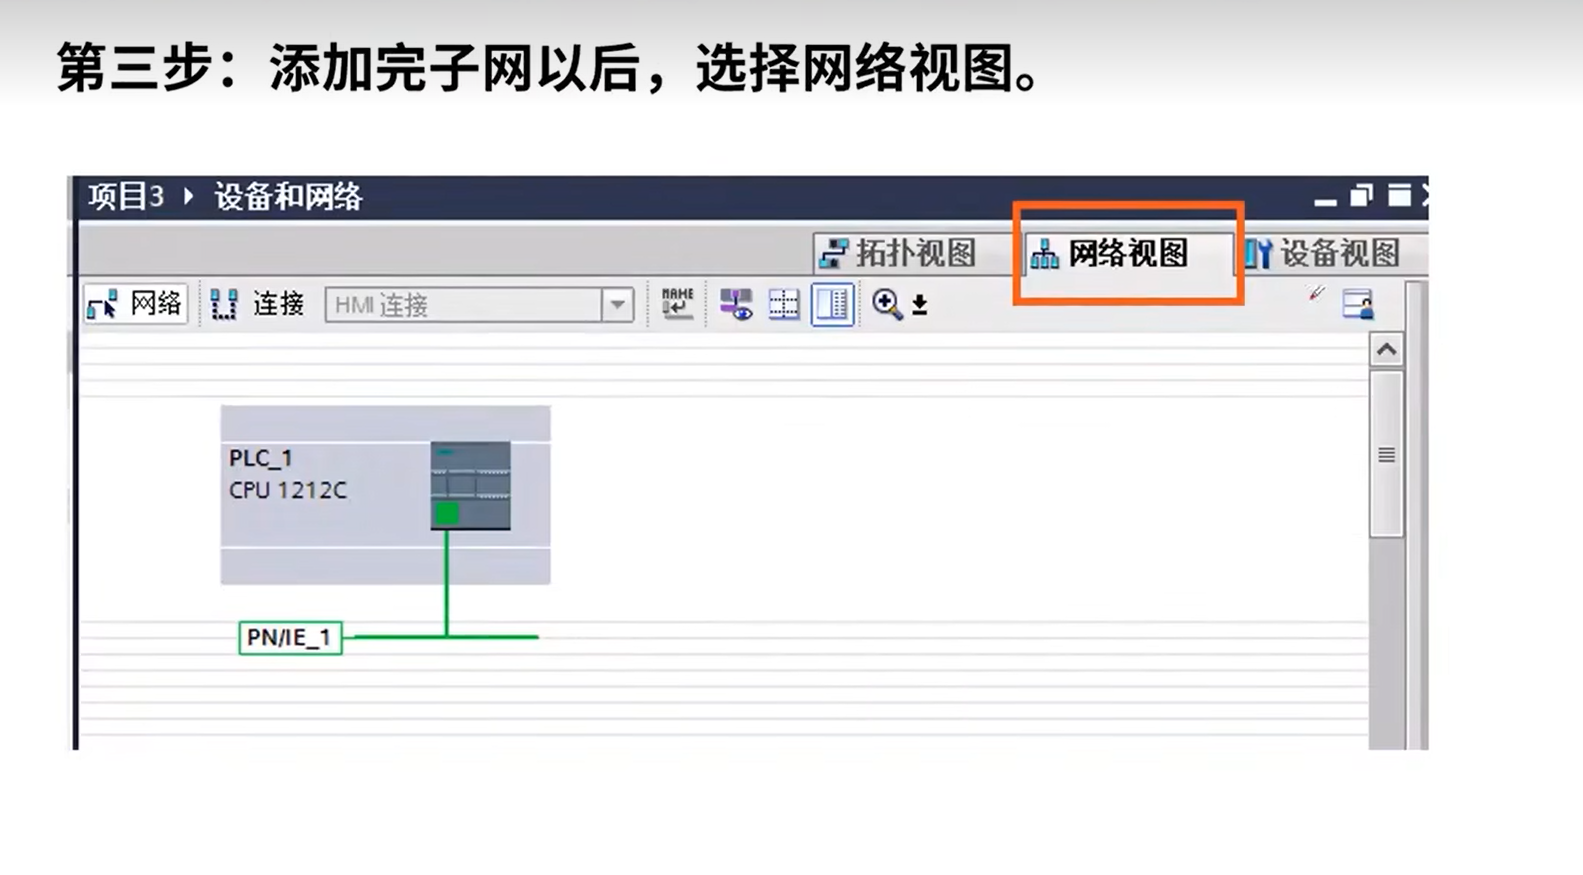 第三步：添加完子网以后，选择网络视图。
项目3 设备和网络
拓扑视图 网络视图 设备视图
网络 连接 HMI 连接 NAME
PLC_1
CPU 1212C
PN/IE_1